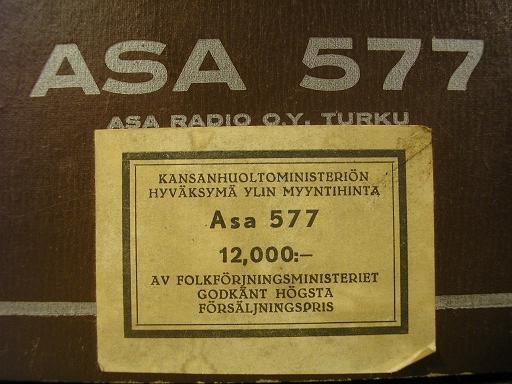 ASA 577
ASA RADIO O.Y. TURKU
KANSANHUOLTOMINISTERIÖN
HYVÄKSYMÄ YLIN MYYNTIHINTA
Asa 577
12,000:–
AV FOLKFÖRJNINGSMINISTERIET
GODKÄNT HÖGSTA
FÖRSÄLJNINGSPRIS